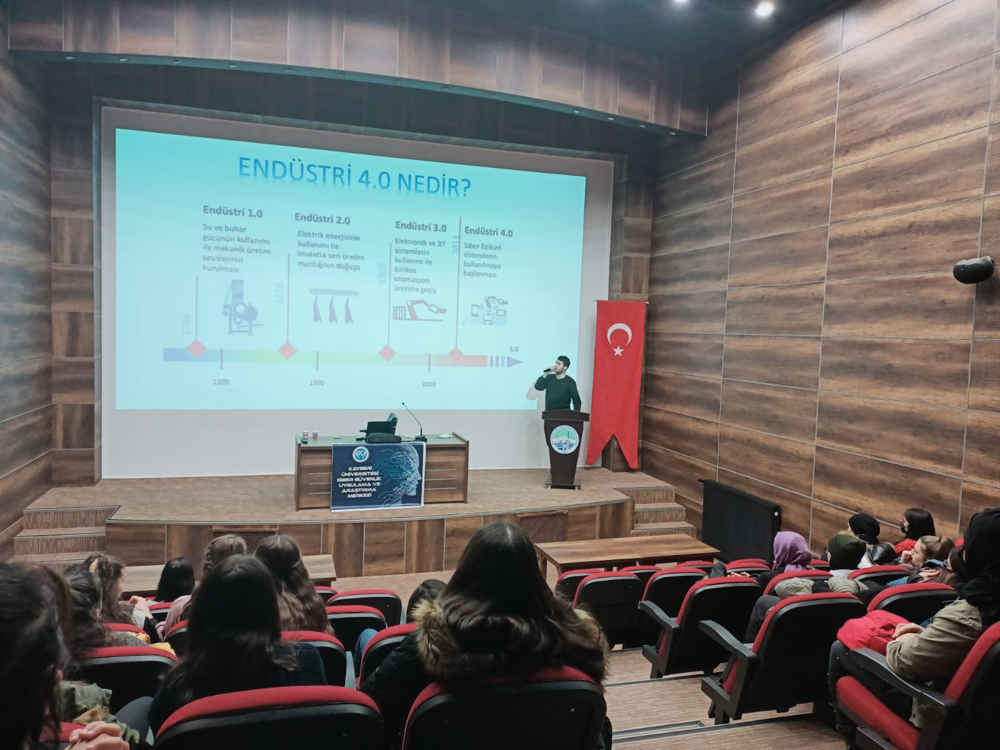 ENDÜSTRİ 4.0 NEDİR?
Endüstri 1.0
Su ve buhar
gücünün kullanımı
ile mekanik üretim
tesislerinin
kurulması
1784
Endüstri 2.0
Elektrik enerjisinin
kullanımı ile
imalatta seri üretim
mantığının doğuşu
1870
Endüstri 3.0
Elektronik ve BT
sistemlerin
kullanımı ile
birlikte
otomasyon
üretime geçiş
1969
Endüstri 4.0
Siber fiziksel
sistemlerin
kullanılmaya
başlanması
2011
5.0
1800
1900
2000
KAYSERİ
ÜNİVERSİTESİ
SİBER GÜVENLİK
UYGULAMA VE
ARAŞTIRMA
MERKEZİ